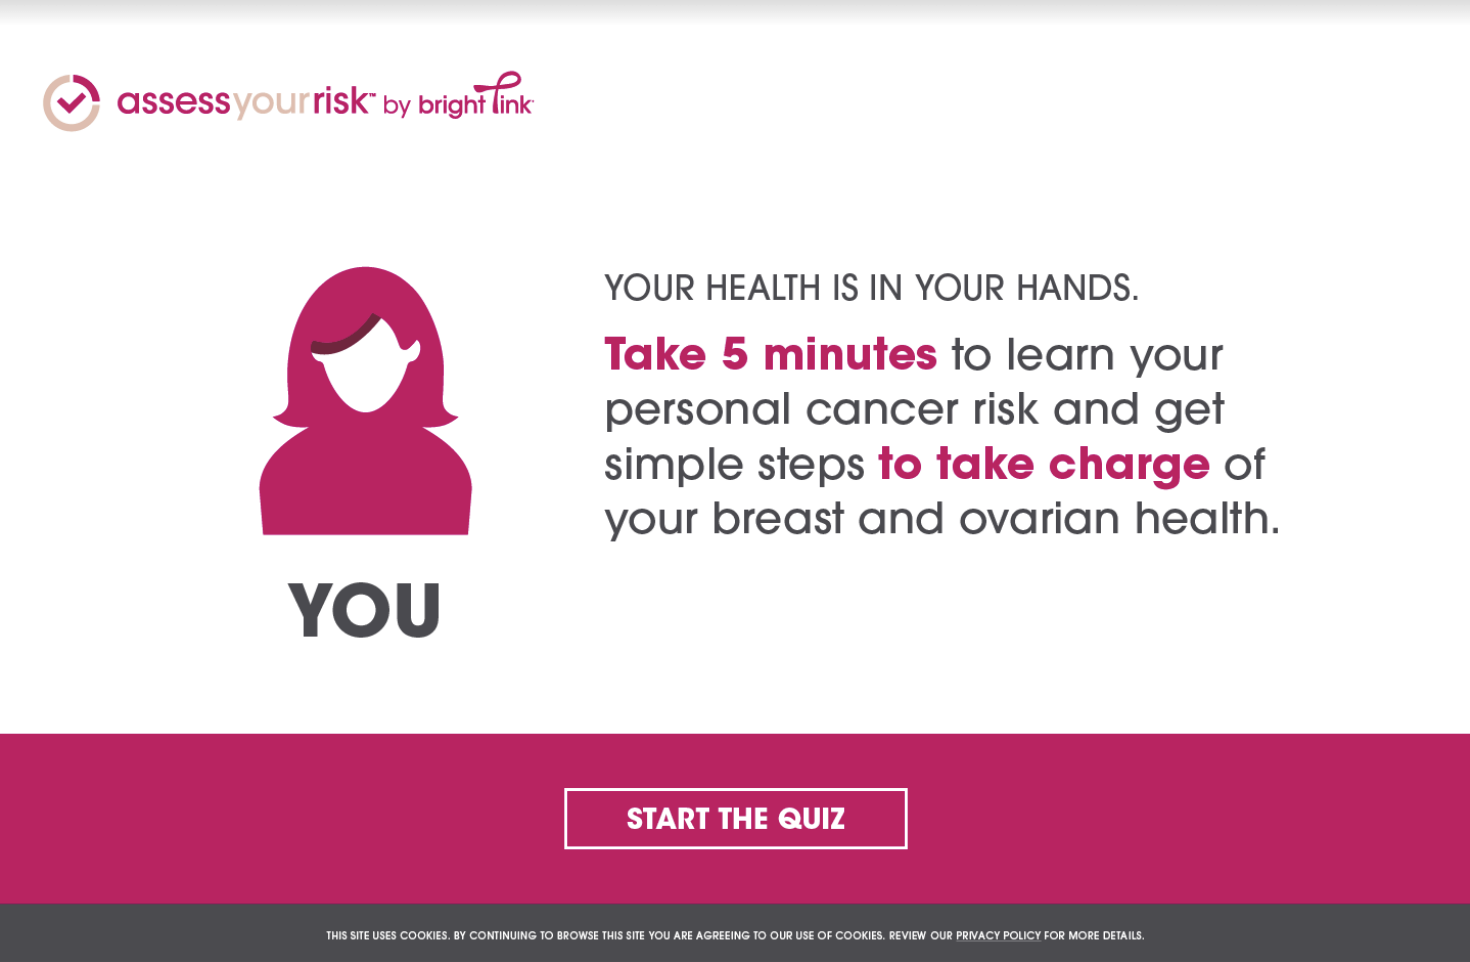 assessyourrisk™ by bright pink
YOUR HEALTH IS IN YOUR HANDS.
Take 5 minutes to learn your
personal cancer risk and get
simple steps to take charge of
your breast and ovarian health.
YOU
START THE QUIZ
THIS SITE USES COOKIES. BY CONTINUING TO BROWSE THIS SITE YOU ARE AGREEING TO OUR USE OF COOKIES. REVIEW OUR PRIVACY POLICY FOR MORE DETAILS.